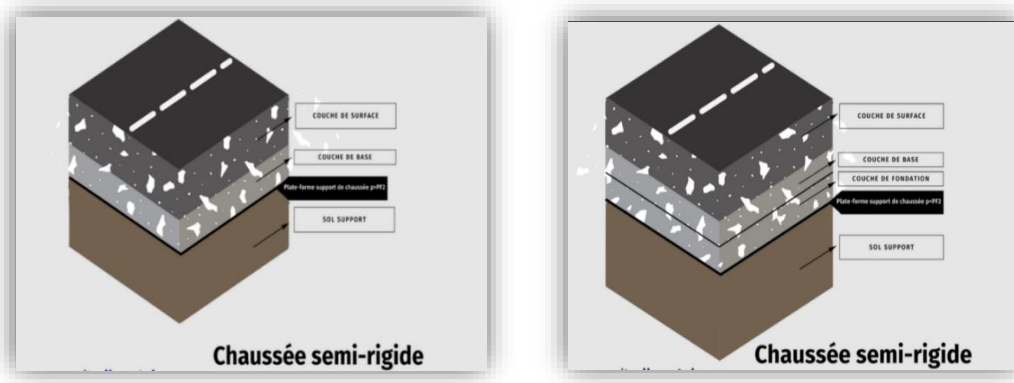 COUCHE DE SURFACE
COUCHE DE BASE
Plate-forme support de chaussée p>PF2
SOL SUPPORT
Chaussée semi-rigide
COUCHE DE SURFACE
COUCHE DE BASE
COUCHE DE FONDATION
Plate-forme support de chaussée p>PF2
SOL SUPPORT
Chaussée semi-rigide